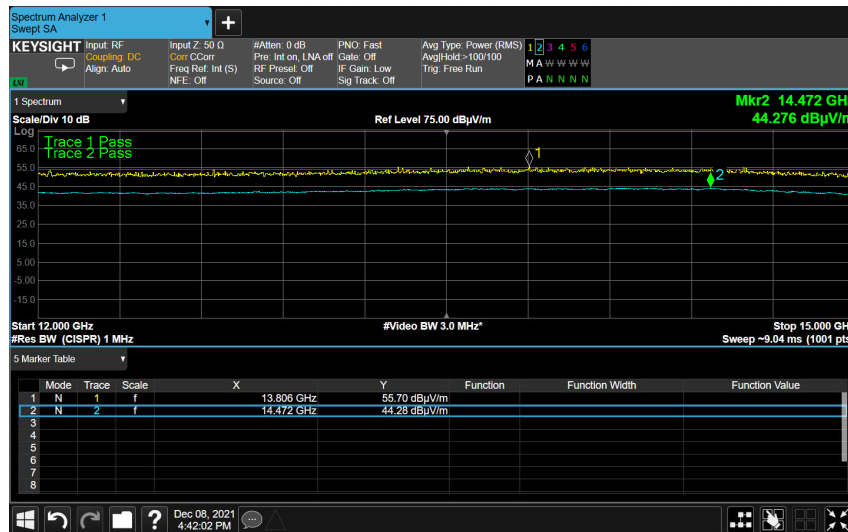 Spectrum Analyzer 1
Swept SA
+
KEYSIGHT
Input: RF
Coupling: DC
Align: Auto
Input Z: 50 Ω
Corr CCorr
Freq Ref: Int (S)
NFE: Off
#Atten: 0 dB
Pre: Int on, LNA off
RF Presel: Off
Source: Off
PNO: Fast
Gate: Off
IF Gain: Low
Sig Track: Off
Avg Type: Power (RMS)
Avg|Hold:>100/100
Trig: Free Run
1 2 3 4 5 6
M A W W W W
P A N N N N
LXI
1 Spectrum
Scale/Div 10 dB
Ref Level 75.00 dBµV/m
Mkr2 14.472 GH
44.276 dBµV/m
Log
Trace 1 Pass
Trace 2 Pass
65.0
55.0
45.0
35.0
25.0
15.0
5.00
-5.00
-15.0
1
2
Start 12.000 GHz
#Res BW (CISPR) 1 MHz
#Video BW 3.0 MHz*
Stop 15.000 GH
Sweep ~9.04 ms (1001 pts
5 Marker Table
Mode Trace Scale X Y Function Function Width Function Value
1 N 1 f 13.806 GHz 55.70 dBµV/m
2 N 2 f 14.472 GHz 44.28 dBµV/m
3
4
5
6
7
8
?
Dec 08, 2021
4:42:02 PM